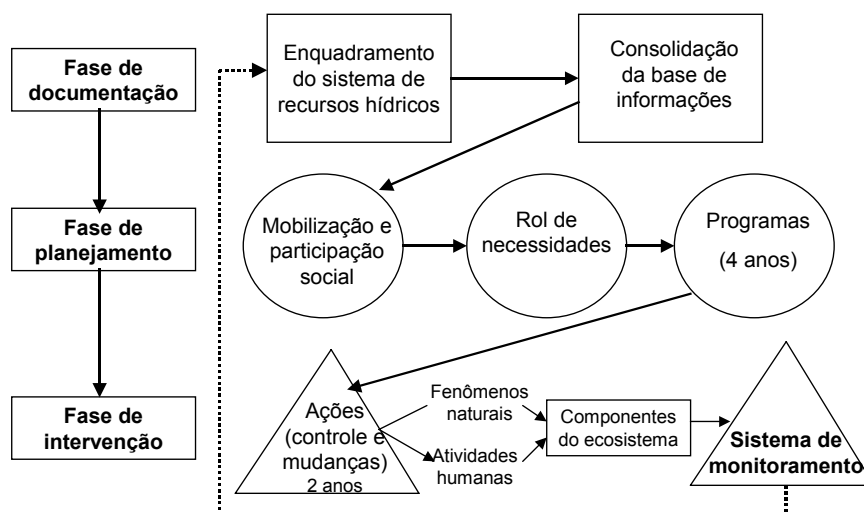 Fase de
documentação
Enquadramento
do sistema de
recursos hídricos
Consolidação
da base de
informações
Fase de
planejamento
Mobilização e
participação
social
Rol de
necessidades
Programas
(4 anos)
Fase de
intervenção
Ações
(controle e
mudanças)
2 anos
Fenômenos
naturais
Atividades
humanas
Componentes
do ecosistema
Sistema de
monitoramento